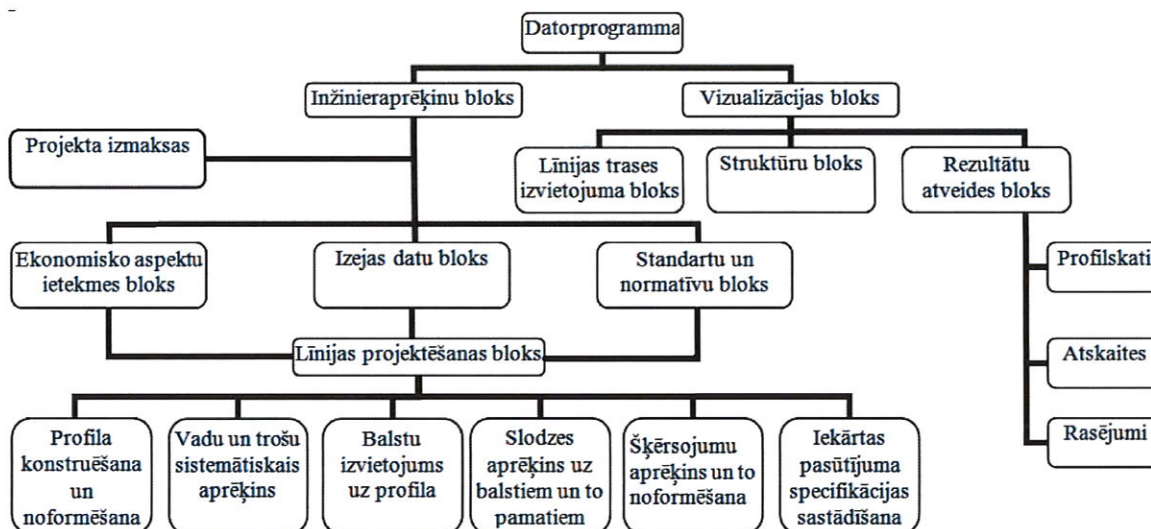 Datorprogramma
Inžinieraprēķinu bloks
Vizualizācijas bloks
Projekta izmaksas
Līnijas trases
izvietojuma bloks
Struktūru bloks
Rezultātu
atveides bloks
Ekonomisko aspektu
ietekmes bloks
Izejas datu bloks
Standartu un
normatīvu bloks
Profilskati
Līnijas projektēšanas bloks
Atskaites
Rasējumi
Profila
konstruēšana
un
noformēšana
Vadu un trošu
sistemātiskais
aprēķins
Balstu
izvietojums
uz profila
Slodzes
aprēķins uz
balstiem un to
pamatiem
Šķērsojumu
aprēķins un to
noformēšana
Iekārtas
pasūtījuma
specifikācijas
sastādīšana